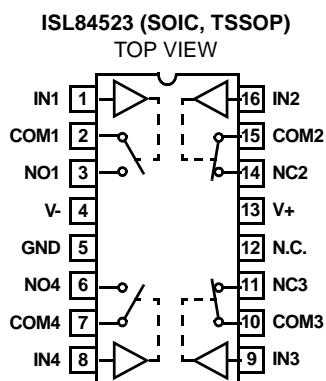 ISL84523 (SOIC, TSSOP)
TOP VIEW
IN1 1 16 IN2
COM1 2 15 COM2
NO1 3 14 NC2
V- 4 13 V+
GND 5 12 N.C.
NO4 6 11 NC3
COM4 7 10 COM3
IN4 8 9 IN3